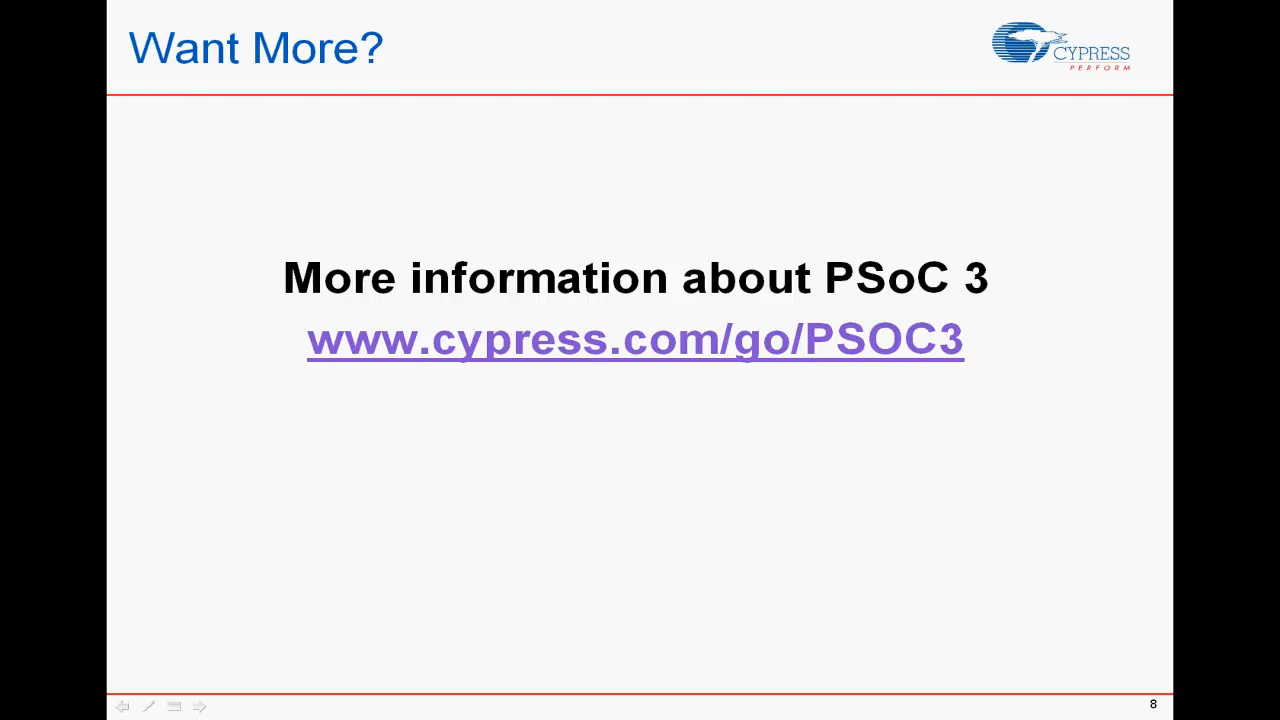 Want More?
CYPRESS
PERFORM
More information about PSoC 3
www.cypress.com/go/PSOC3
8